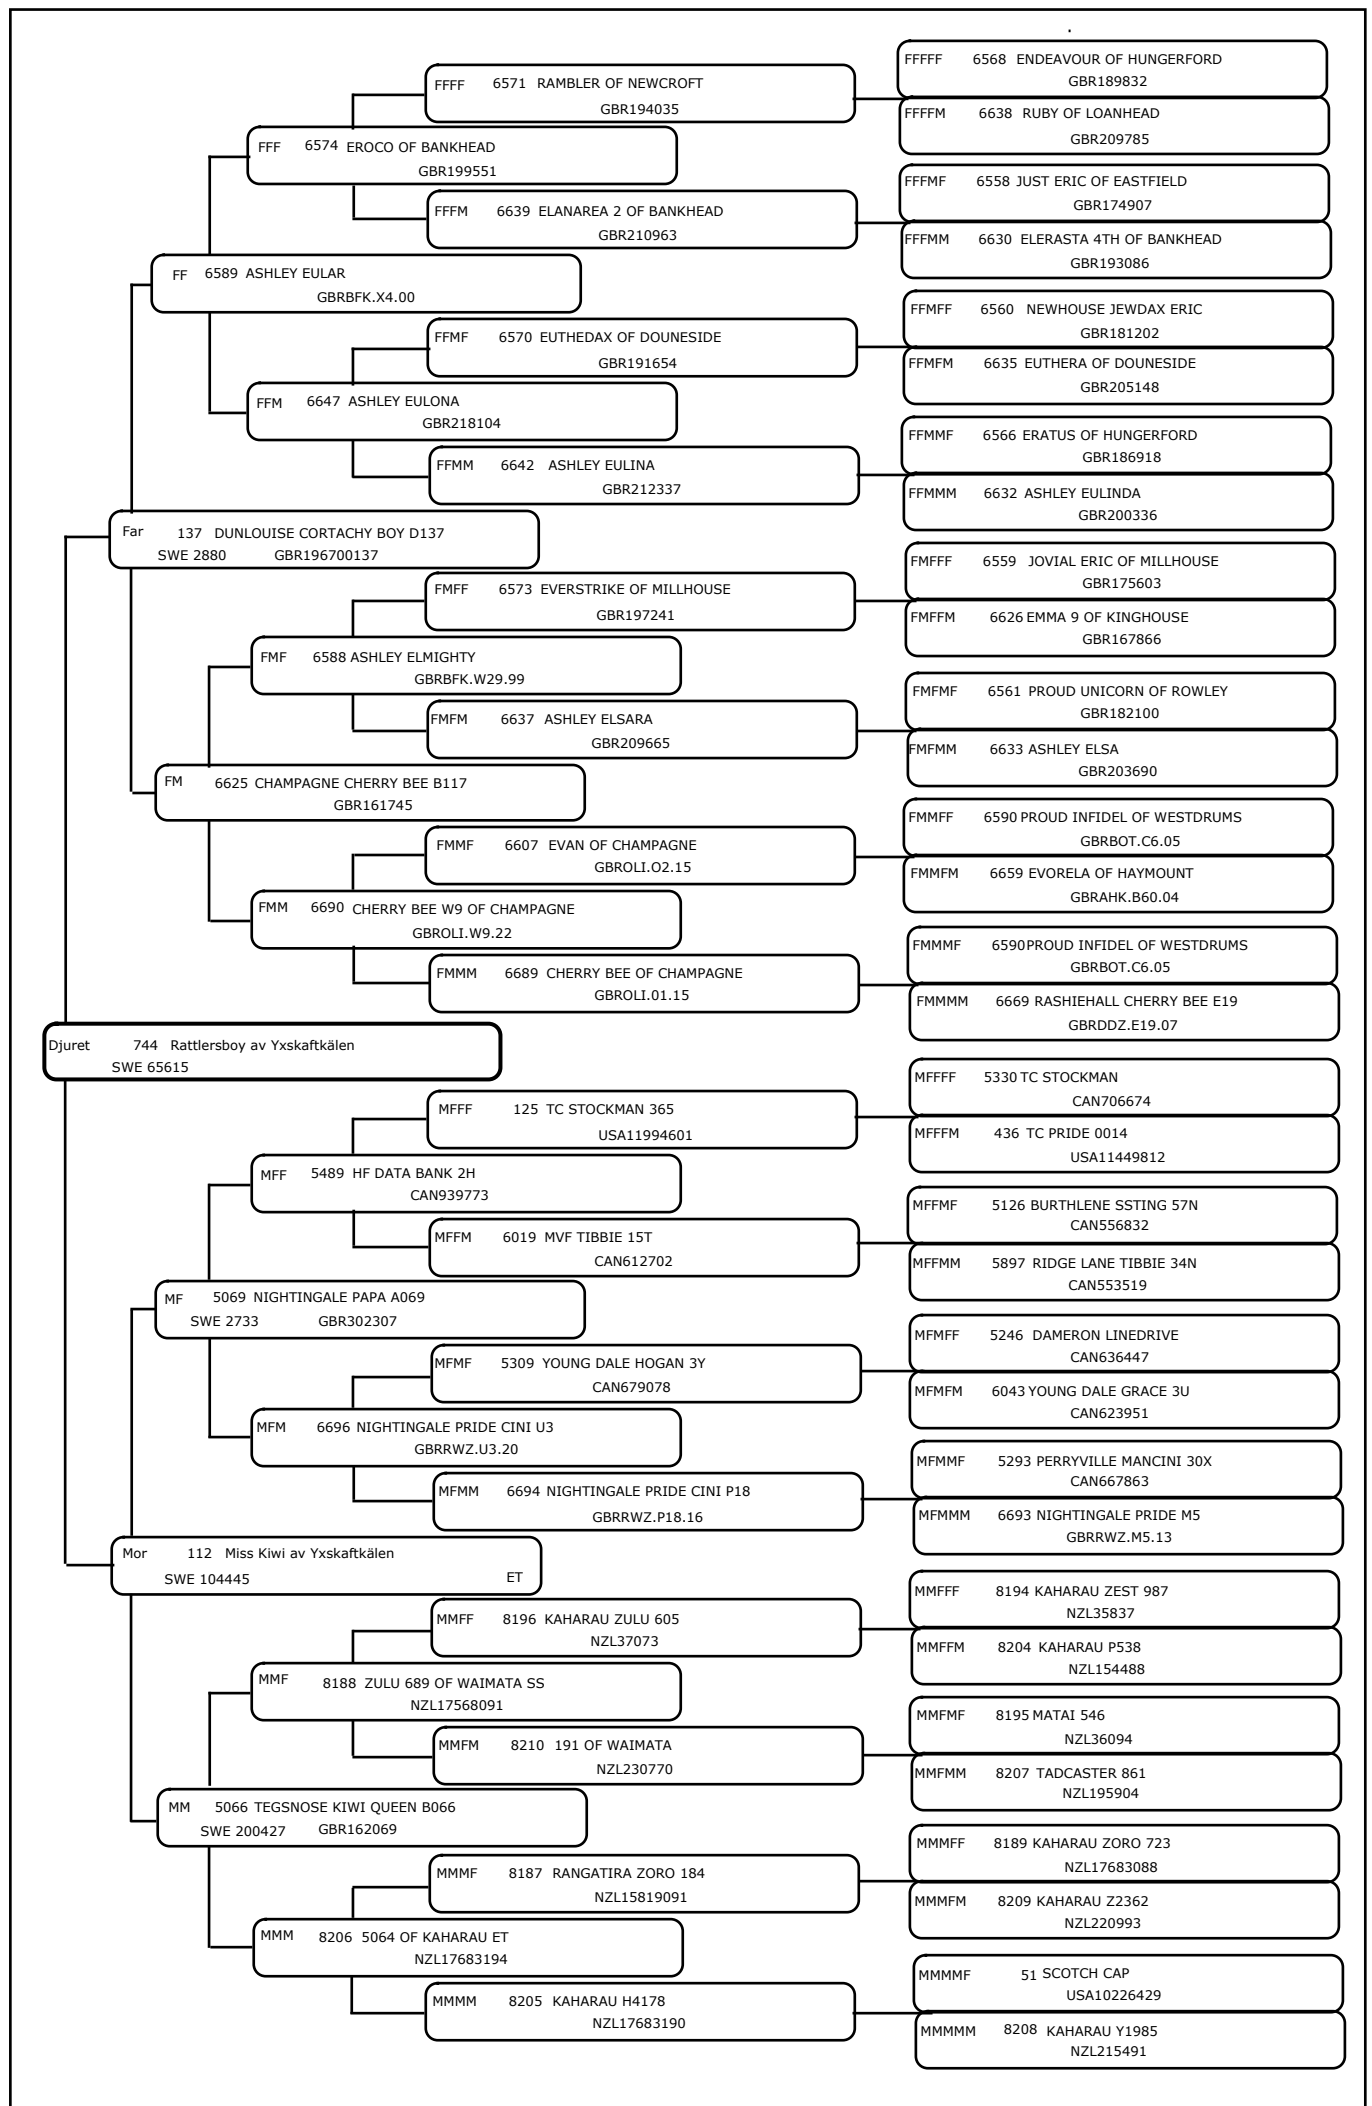 FFFFF 6568 ENDEAVOUR OF HUNGERFORD
GBR189832
FFFF 6571 RAMBLER OF NEWCROFT
GBR194035
FFFFM 6638 RUBY OF LOANHEAD
GBR209785
FFF 6574 EROCO OF BANKHEAD
GBR199551
FFFMF 6558 JUST ERIC OF EASTFIELD
GBR174907
FFFM 6639 ELANAREA 2 OF BANKHEAD
GBR210963
FFFMM 6630 ELERASTA 4TH OF BANKHEAD
GBR193086
FF 6589 ASHLEY EULAR
GBRBFK.X4.00
FFMFF 6560 NEWHOUSE JEWDAX ERIC
GBR181202
FFMF 6570 EUTHEDAX OF DOUNESIDE
GBR191654
FFMFM 6635 EUTHERA OF DOUNESIDE
GBR205148
FFM 6647 ASHLEY EULONA
GBR218104
FFMMF 6566 ERATUS OF HUNGERFORD
GBR186918
FFMM 6642 ASHLEY EULINA
GBR212337
FFMMM 6632 ASHLEY EULINDA
GBR200336
Far 137 DUNLOUISE CORTACHY BOY D137
SWE 2880 GBR196700137
FMFFF 6559 JOVIAL ERIC OF MILLHOUSE
GBR175603
FMFF 6573 EVERSTRIKE OF MILLHOUSE
GBR197241
FMFFM 6626 EMMA 9 OF KINGHOUSE
GBR167866
FMF 6588 ASHLEY ELMIGHTY
GBRBFK.W29.99
FMFMF 6561 PROUD UNICORN OF ROWLEY
GBR182100
FMFM 6637 ASHLEY ELSARA
GBR209665
FMFMM 6633 ASHLEY ELSA
GBR203690
FM 6625 CHAMPAGNE CHERRY BEE B117
GBR161745
FMMFF 6590 PROUD INFIDEL OF WESTDRUMS
GBRBOT.C6.05
FMMF 6607 EVAN OF CHAMPAGNE
GBROLI.O2.15
FMMFM 6659 EVORELA OF HAYMOUNT
GBRAHK.B60.04
FMM 6690 CHERRY BEE W9 OF CHAMPAGNE
GBROLI.W9.22
FMMMF 6590 PROUD INFIDEL OF WESTDRUMS
GBRBOT.C6.05
FMMM 6689 CHERRY BEE OF CHAMPAGNE
GBROLI.01.15
FMMMM 6669 RASHIEHALL CHERRY BEE E19
GBRDDZ.E19.07
Djuret 744 Rattlersboy av Yxskaftkälen
SWE 65615
MFFFF 5330 TC STOCKMAN
CAN706674
MFFF 125 TC STOCKMAN 365
USA11994601
MFFFM 436 TC PRIDE 0014
USA11449812
MFF 5489 HF DATA BANK 2H
CAN939773
MFFMF 5126 BURTHLENE SSTING 57N
CAN556832
MFFM 6019 MVF TIBBIE 15T
CAN612702
MFFMM 5897 RIDGE LANE TIBBIE 34N
CAN553519
MF 5069 NIGHTINGALE PAPA A069
SWE 2733 GBR302307
MFMFF 5246 DAMERON LINEDRIVE
CAN636447
MFMF 5309 YOUNG DALE HOGAN 3Y
CAN679078
MFMFM 6043 YOUNG DALE GRACE 3U
CAN623951
MFM 6696 NIGHTINGALE PRIDE CINI U3
GBRRWZ.U3.20
MFMMF 5293 PERRYVILLE MANCINI 30X
CAN667863
MFMM 6694 NIGHTINGALE PRIDE CINI P18
GBRRWZ.P18.16
MFMMM 6693 NIGHTINGALE PRIDE M5
GBRRWZ.M5.13
Mor 112 Miss Kiwi av Yxskaftkälen
SWE 104445 ET
MMFFF 8194 KAHARAU ZEST 987
NZL35837
MMFF 8196 KAHARAU ZULU 605
NZL37073
MMFFM 8204 KAHARAU P538
NZL154488
MMF 8188 ZULU 689 OF WAIMATA SS
NZL17568091
MMFMF 8195 MATAI 546
NZL36094
MMFM 8210 191 OF WAIMATA
NZL230770
MMFMM 8207 TADCASTER 861
NZL195904
MM 5066 TEGSNOSE KIWI QUEEN B066
SWE 200427 GBR162069
MMMFF 8189 KAHARAU ZORO 723
NZL17683088
MMMF 8187 RANGATIRA ZORO 184
NZL15819091
MMMFM 8209 KAHARAU Z2362
NZL220993
MMM 8206 5064 OF KAHARAU ET
NZL17683194
MMMMF 51 SCOTCH CAP
USA10226429
MMMM 8205 KAHARAU H4178
NZL17683190
MMMMM 8208 KAHARAU Y1985
NZL215491